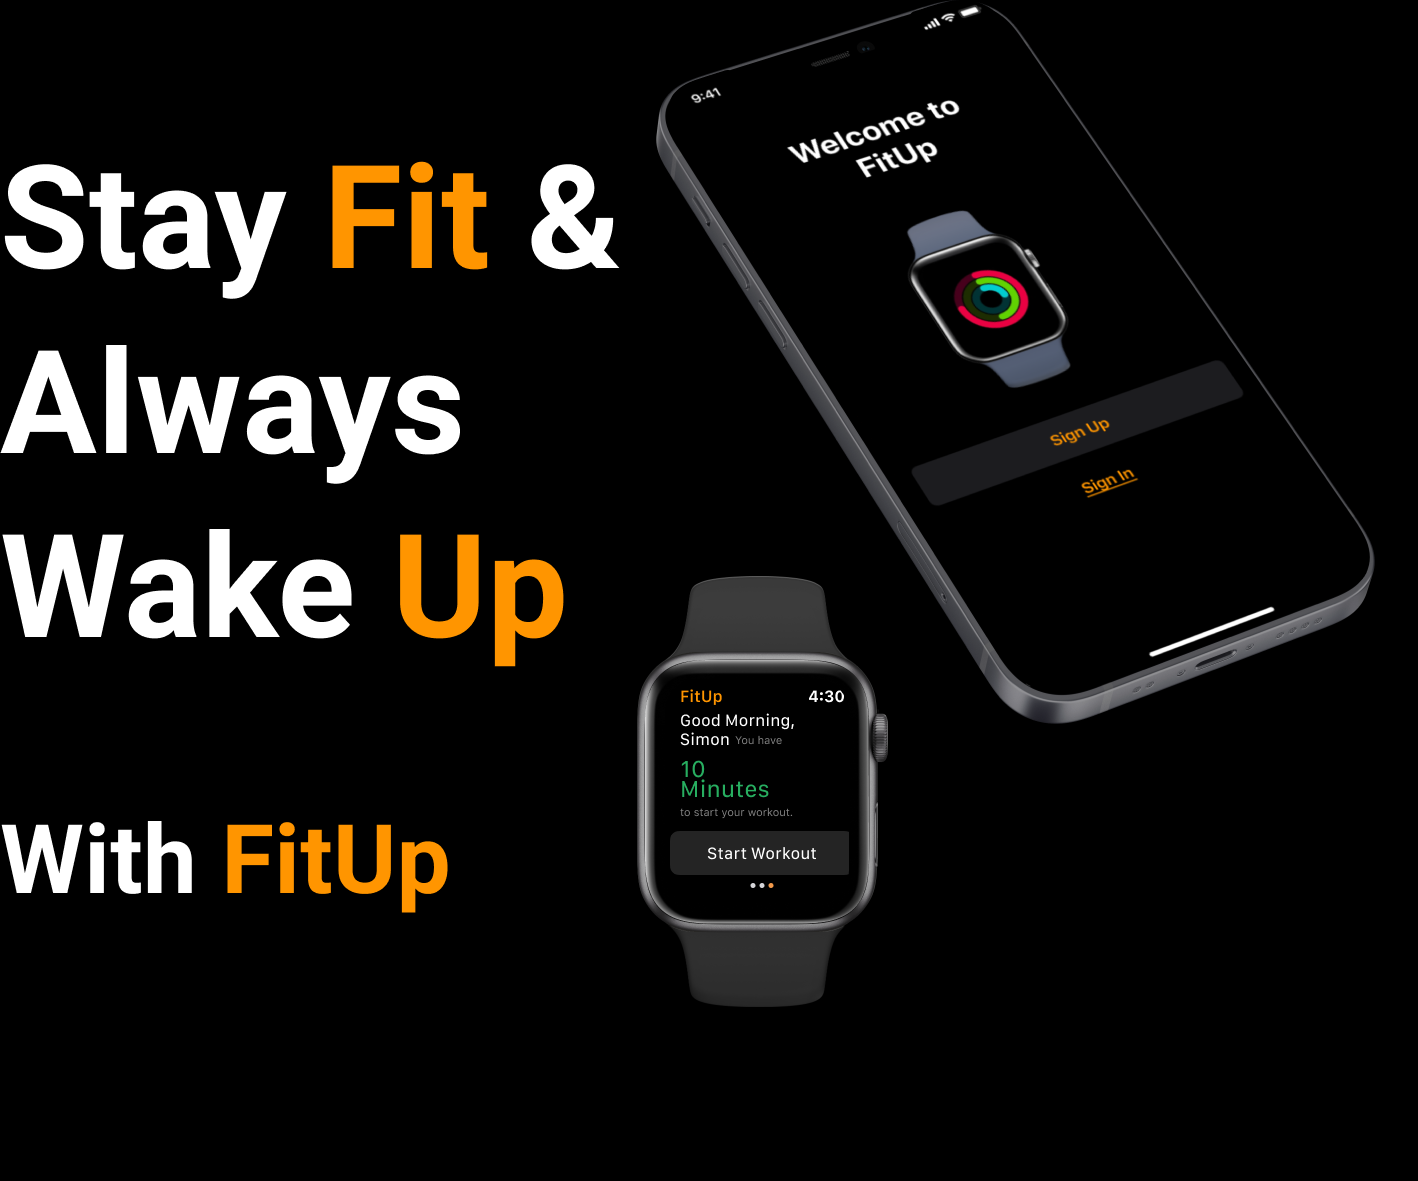 Stay Fit &
Always
Wake Up
With FitUp
9:41
Welcome to
FitUp
Sign Up
Sign In
FitUp 4:30
Good Morning,
Simon You have
10
Minutes
to start your workout.
Start Workout